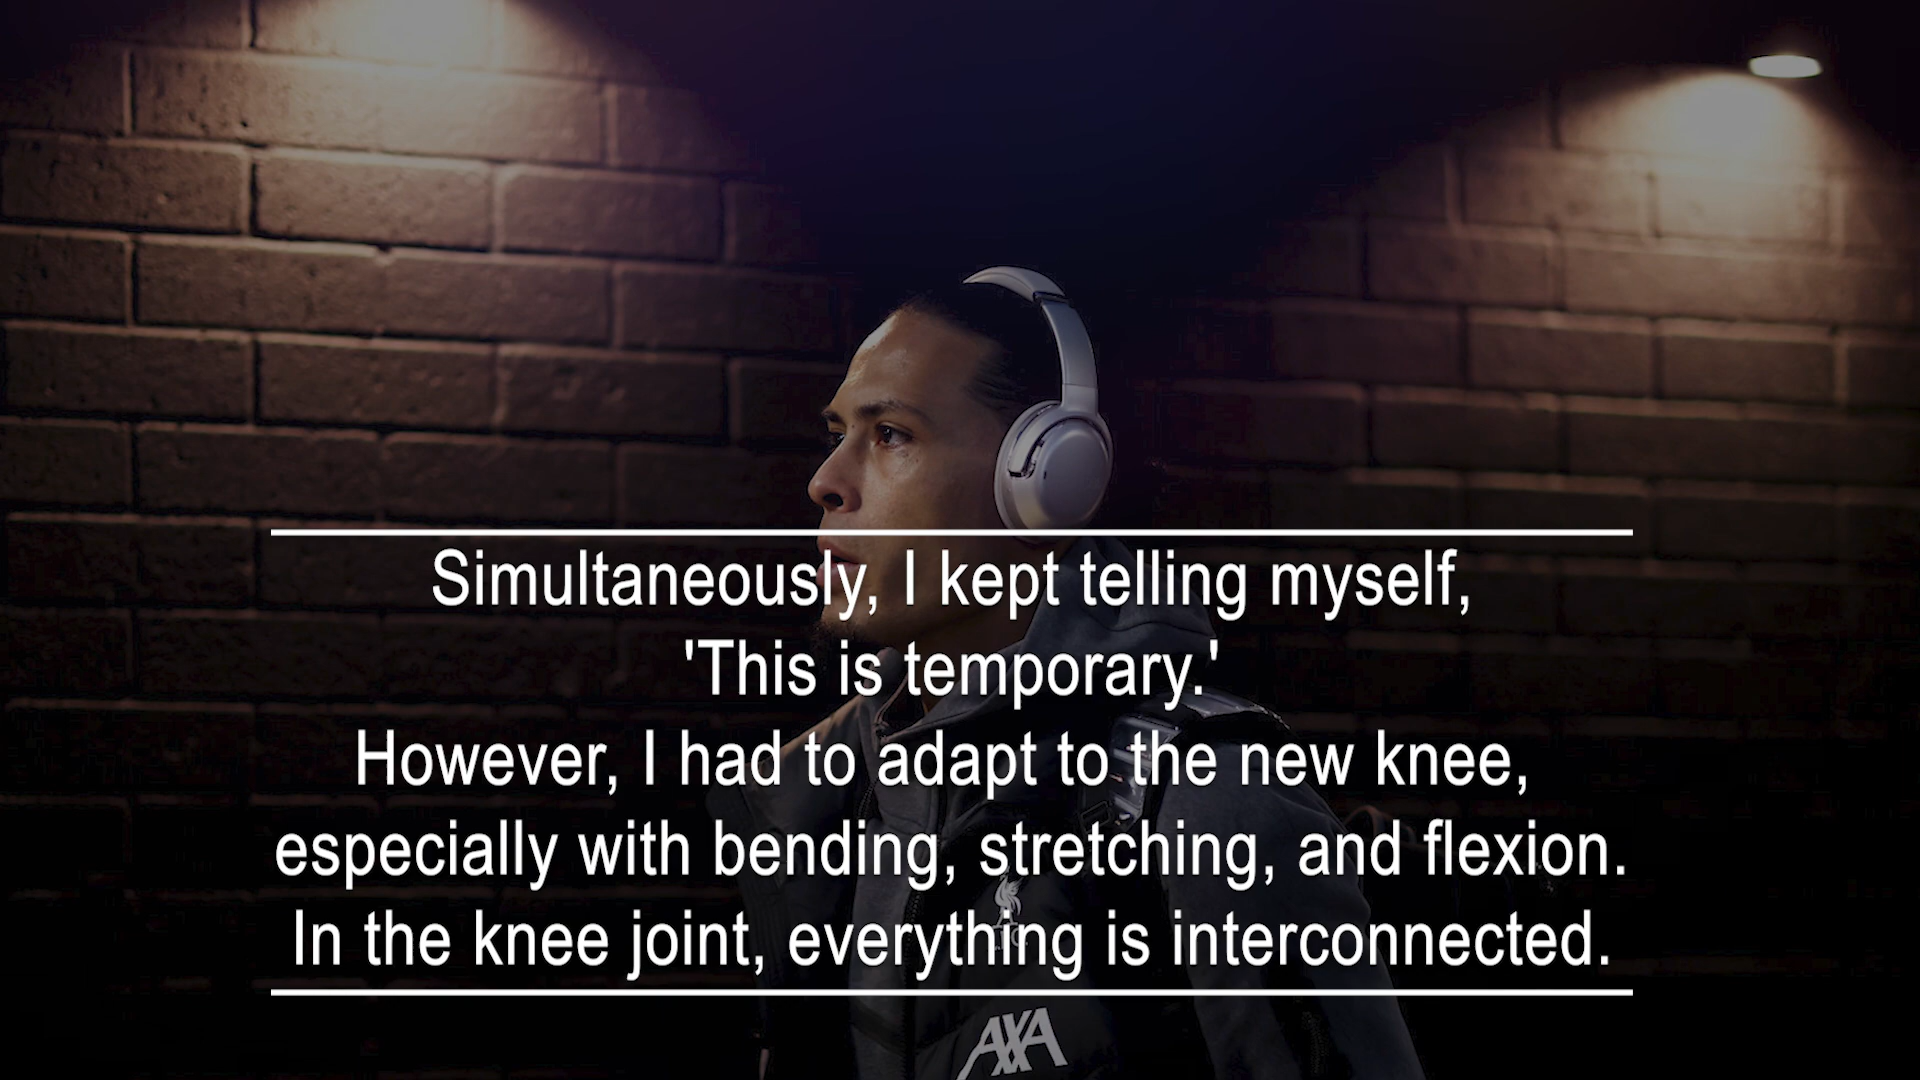 Simultaneously, I kept telling myself,
'This is temporary.'
However, I had to adapt to the new knee,
especially with bending, stretching, and flexion.
In the knee joint, everything is interconnected.
AXA